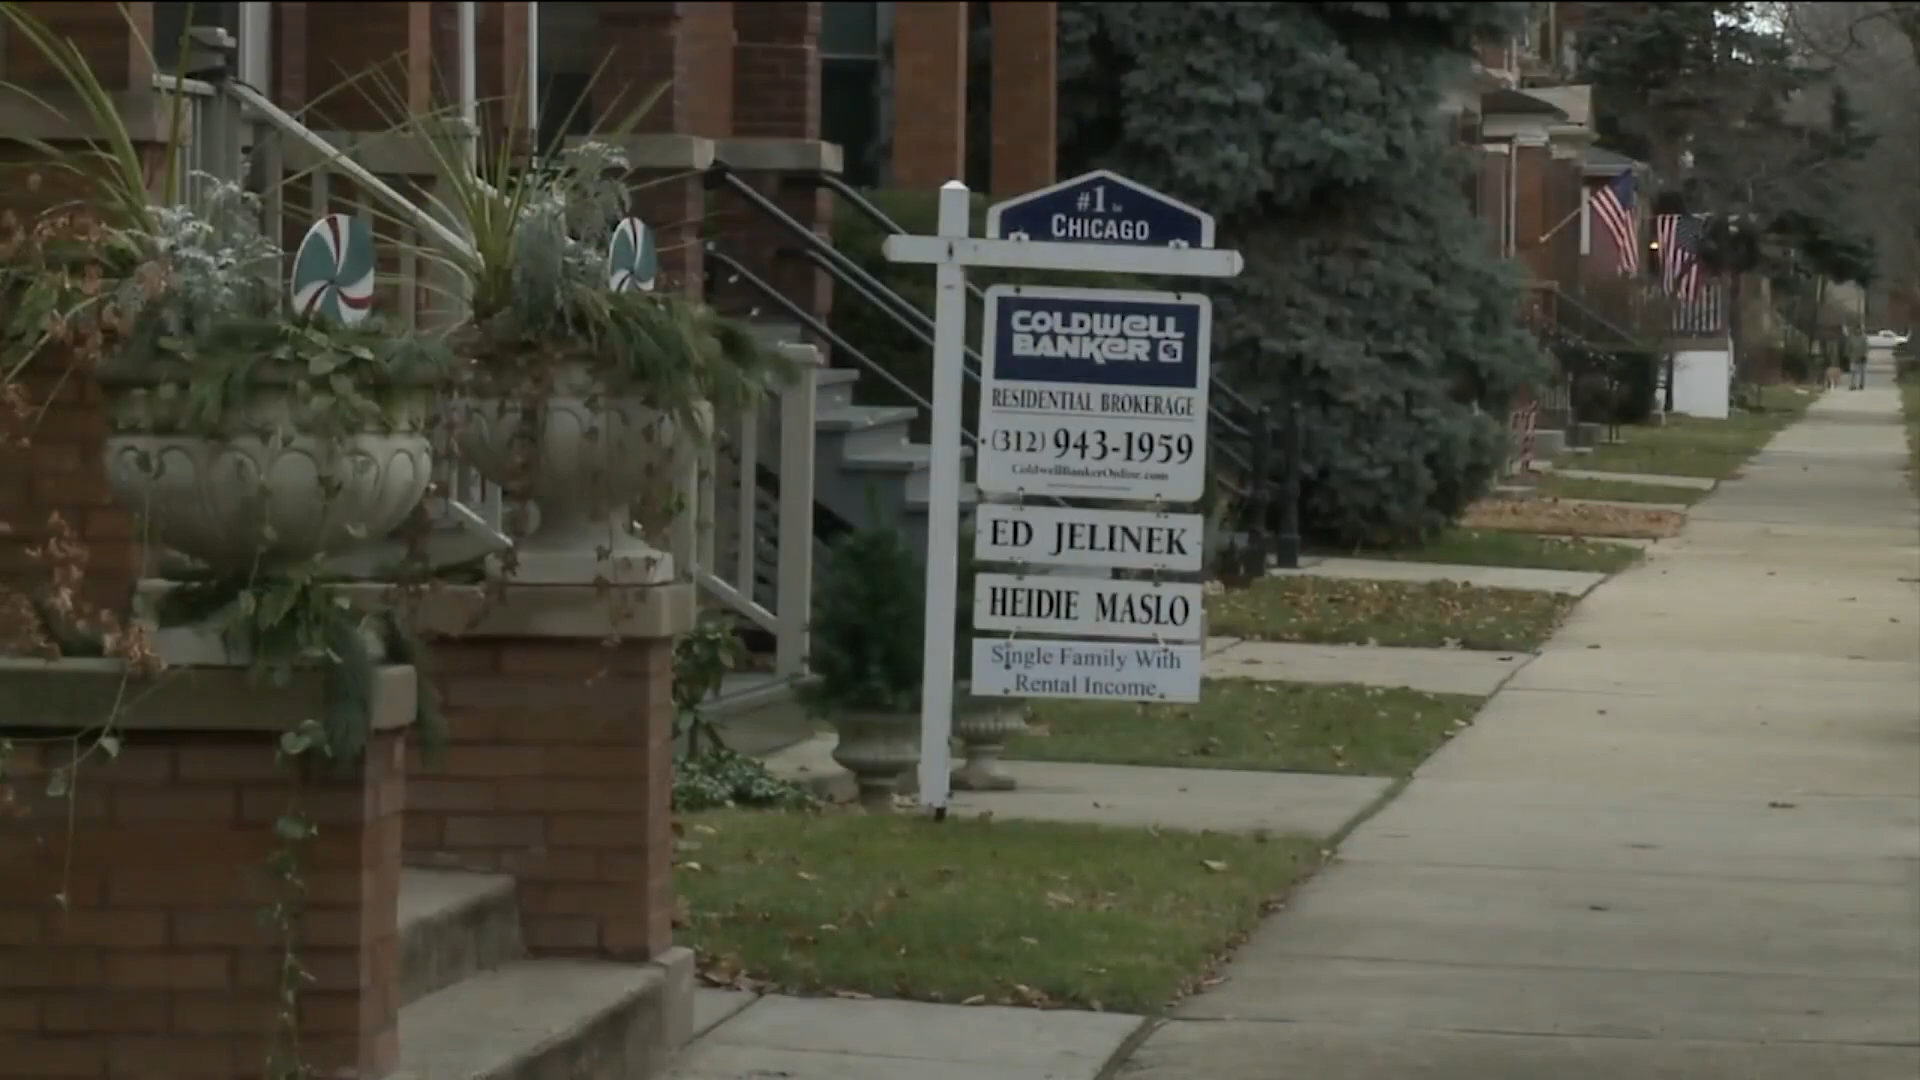 #1 in
CHICAGO
COLDWELL
BANKER
RESIDENTIAL BROKERAGE
(312) 943-1959
ColdwellBankerOnline.com
ED JELINEK
HEIDIE MASLO
Single Family With
Rental Income